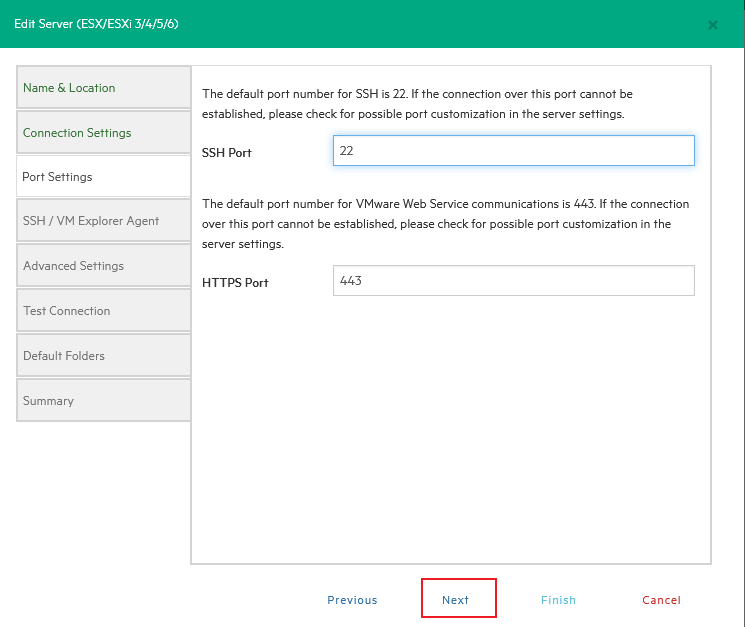 Edit Server (ESX/ESXi 3/4/5/6)
×
Name & Location
Connection Settings
Port Settings
SSH / VM Explorer Agent
Advanced Settings
Test Connection
Default Folders
Summary
The default port number for SSH is 22. If the connection over this port cannot be
established, please check for possible port customization in the server settings.
SSH Port
22
The default port number for VMware Web Service communications is 443. If the connection
over this port cannot be established, please check for possible port customization in the
server settings.
HTTPS Port
443
Previous
Next
Finish
Cancel